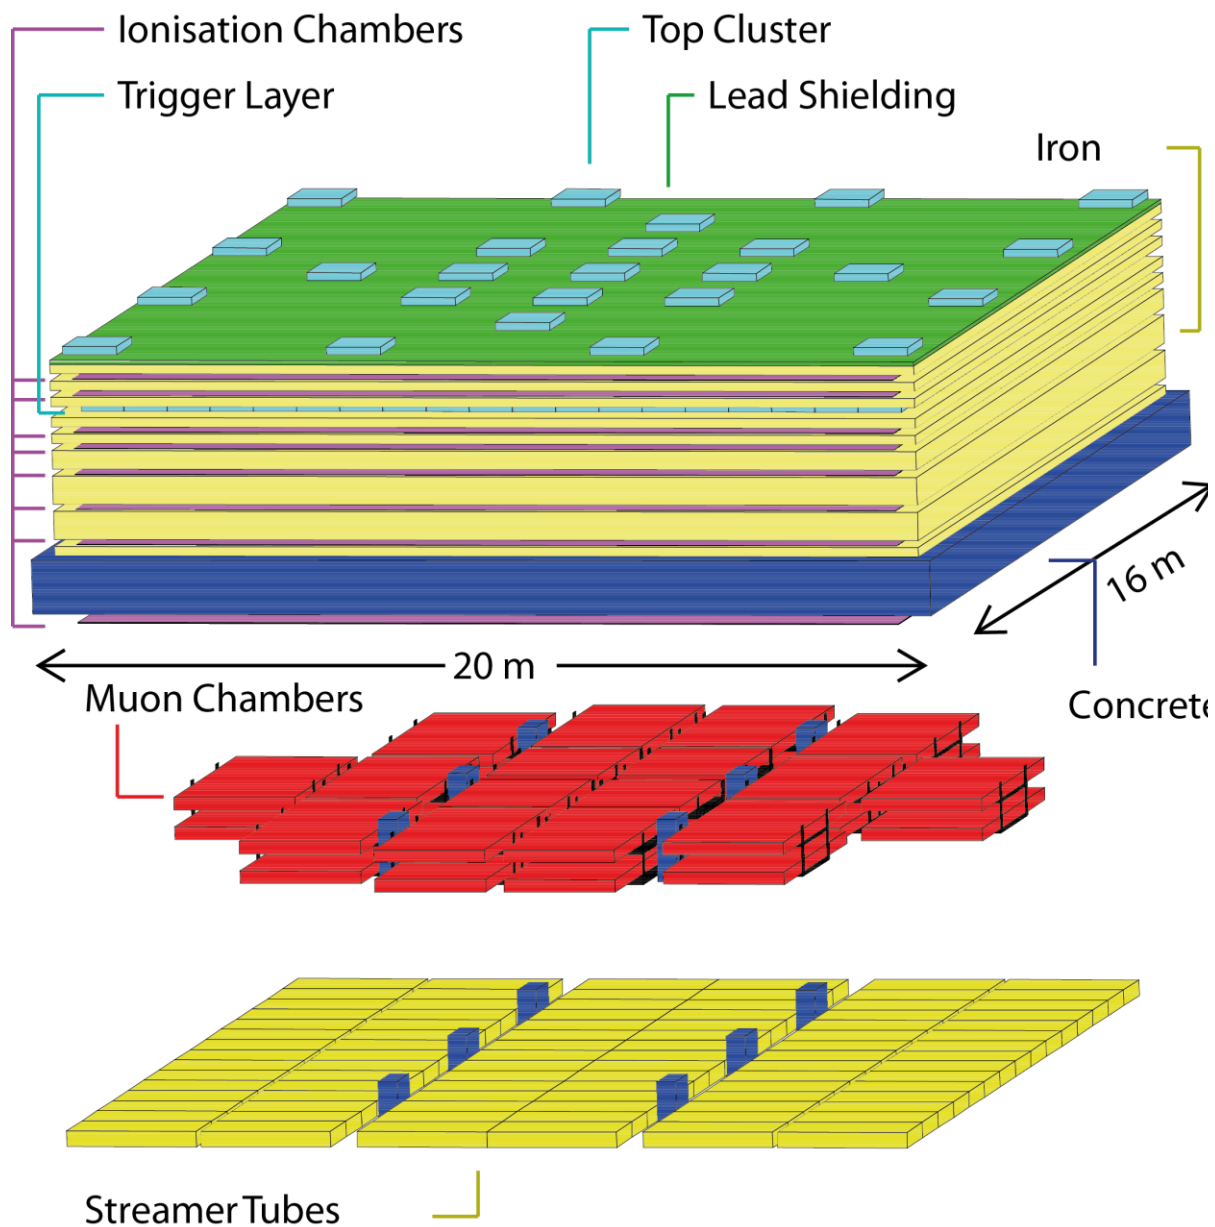 Ionisation Chambers
Top Cluster
Trigger Layer
Lead Shielding
Iron
16 m
20 m
Muon Chambers
Concrete
Streamer Tubes